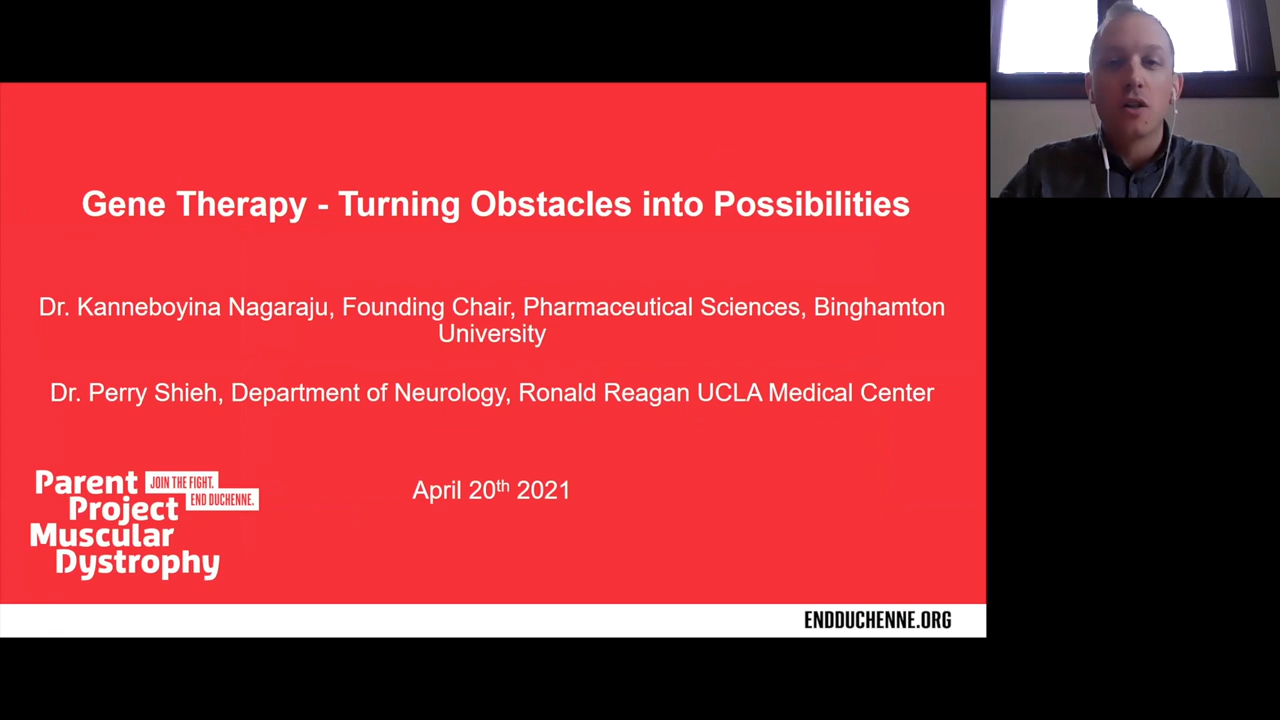 Gene Therapy - Turning Obstacles into Possibilities
Dr. Kanneboyina Nagaraju, Founding Chair, Pharmaceutical Sciences, Binghamton
University
Dr. Perry Shieh, Department of Neurology, Ronald Reagan UCLA Medical Center
April 20th 2021
Parent
JOIN THE FIGHT.
Project
END DUCHENNE.
Muscular
Dystrophy
ENDDUCHENNE.ORG